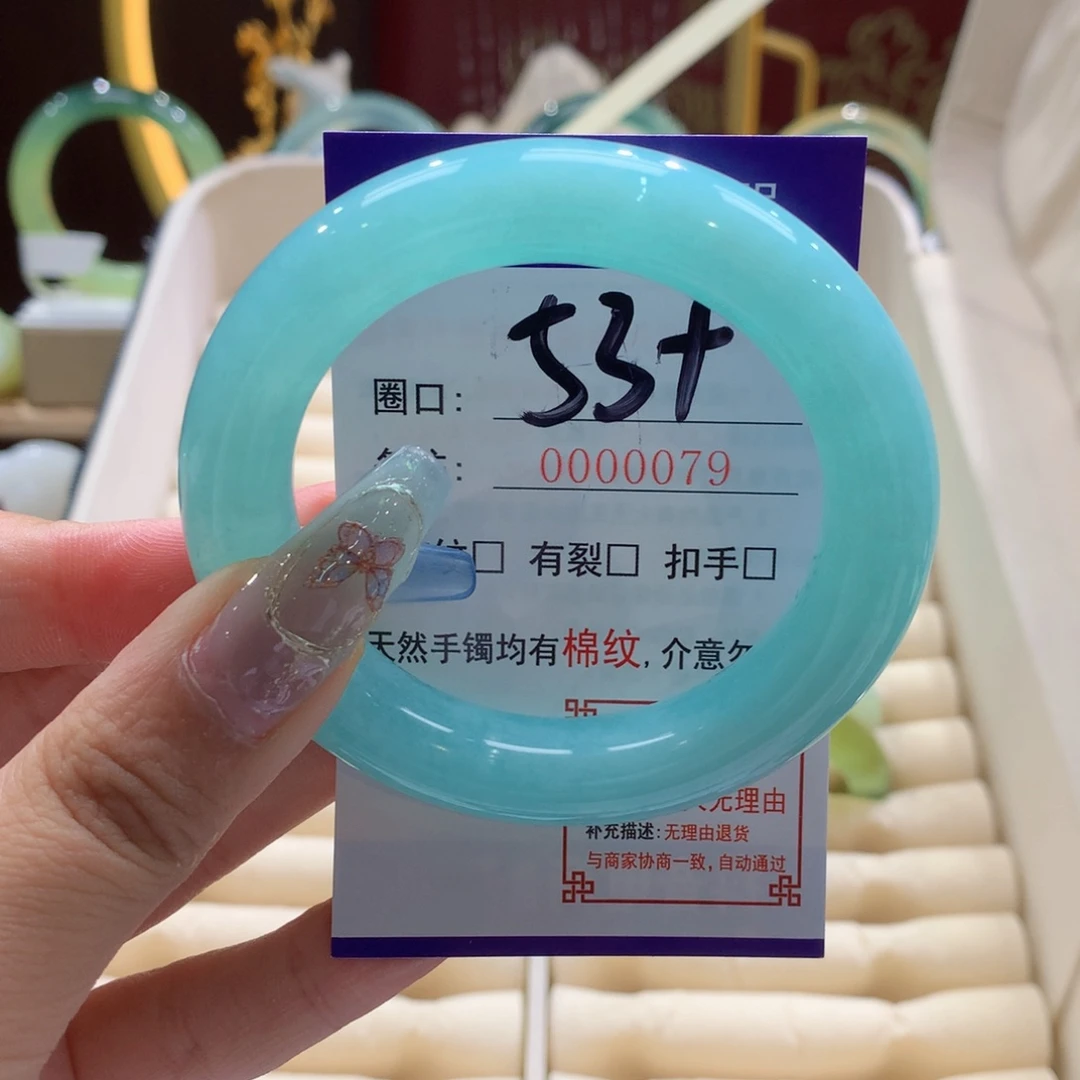 圈口: 53+
: 0000079
纹□ 有裂□ 扣手□
天然手镯均有棉纹, 介意勿
无理由
补充描述: 无理由退货
与商家协商一致, 自动通过